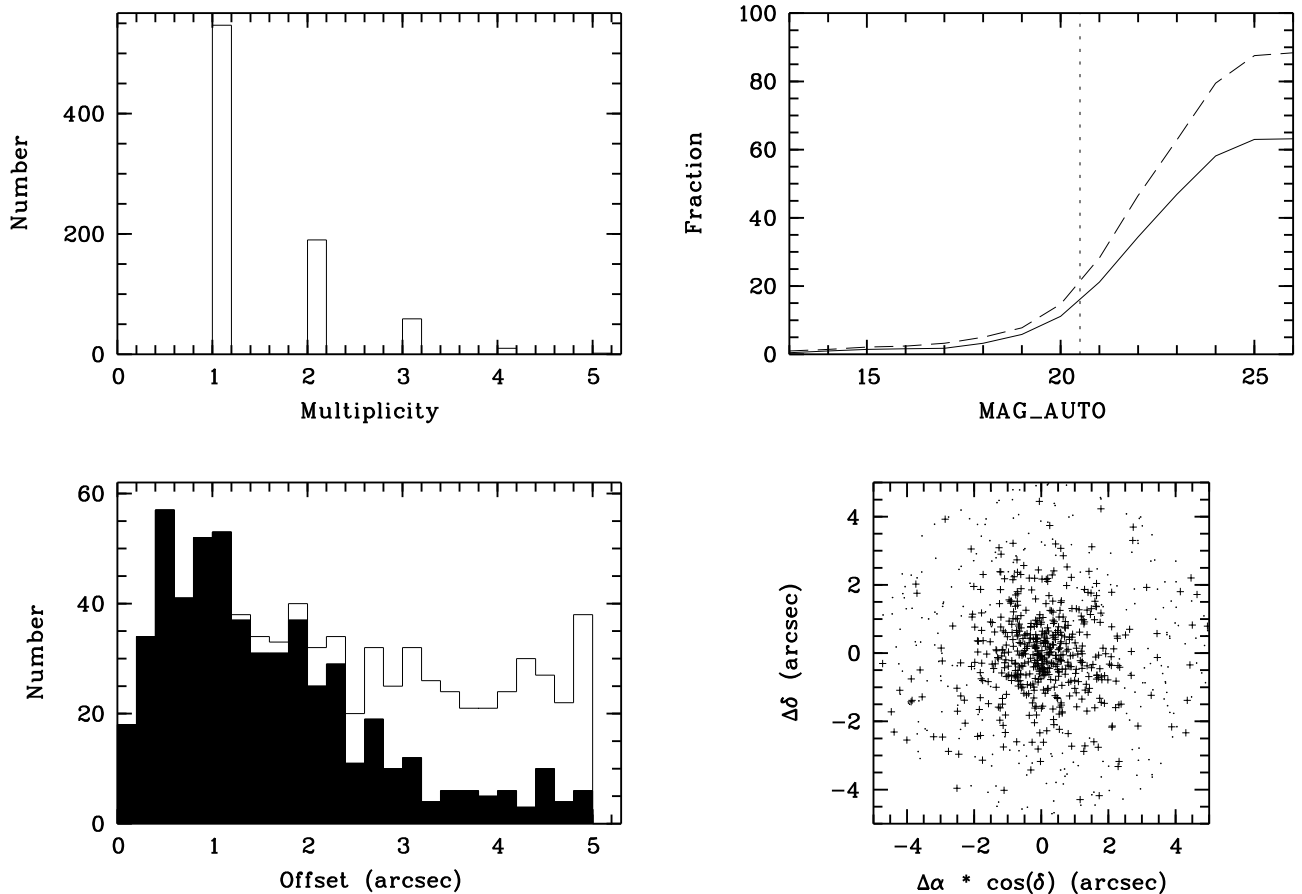 Number
400
200
0
0 1 2 3 4 5
Multiplicity
Fraction
100
80
60
40
20
0
15 20 25
MAG_AUTO
Number
60
40
20
0
0 1 2 3 4 5
Offset (arcsec)
Δδ (arcsec)
4
2
0
−2
−4
−4 −2 0 2 4
Δα * cos(δ) (arcsec)